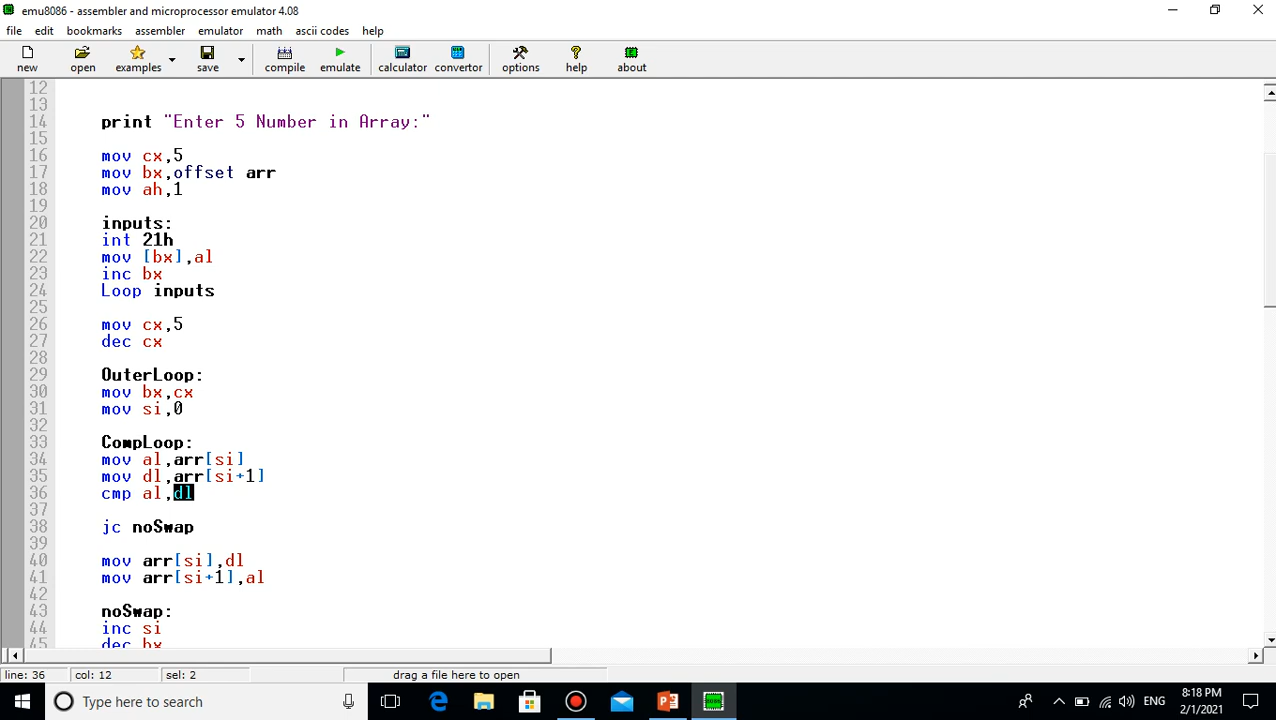 emu8086 - assembler and microprocessor emulator 4.08
file edit bookmarks assembler emulator math ascii codes help
new open examples save compile emulate calculator convertor options help about
12
13
14 print "Enter 5 Number in Array:"
15
16 mov cx,5
17 mov bx,offset arr
18 mov ah,1
19
20 inputs:
21 int 21h
22 mov [bx],al
23 inc bx
24 Loop inputs
25
26 mov cx,5
27 dec cx
28
29 OuterLoop:
30 mov bx,cx
31 mov si,0
32
33 CompLoop:
34 mov al,arr[si]
35 mov dl,arr[si+1]
36 cmp al,dl
37
38 jc noSwap
39
40 mov arr[si],dl
41 mov arr[si+1],al
42
43 noSwap:
44 inc si
45 dec bx
line: 36 col: 12 sel: 2 drag a file here to open
Type here to search
ENG
8:18 PM
2/1/2021